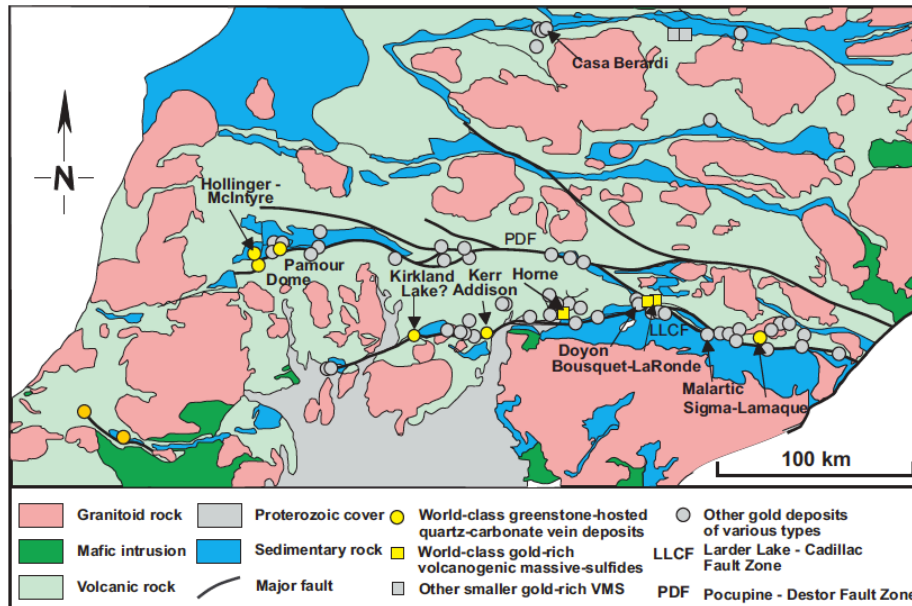 Casa Berardi
N
Hollinger -
McIntyre
PDF
Pamour
Dome
Kirkland
Lake?
Kerr
Addison
Horne
LLCF
Doyon
Bousquet-LaRonde
Malartic
Sigma-Lamaque
100 km
Granitoid rock
Mafic intrusion
Volcanic rock
Proterozoic cover
Sedimentary rock
Major fault
World-class greenstone-hosted
quartz-carbonate vein deposits
World-class gold-rich
volcanogenic massive-sulfides
Other smaller gold-rich VMS
Other gold deposits
of various types
LLCF Larder Lake - Cadillac
Fault Zone
PDF Pocupine - Destor Fault Zone